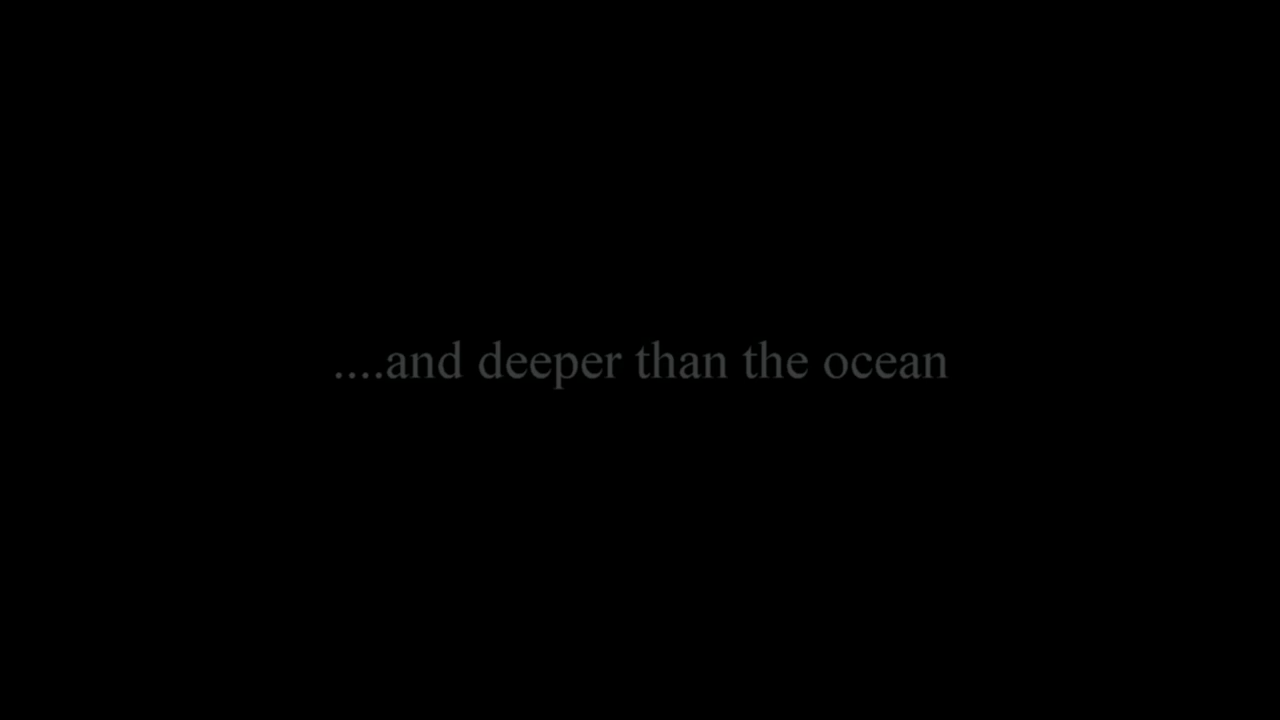 ....and deeper than the ocean